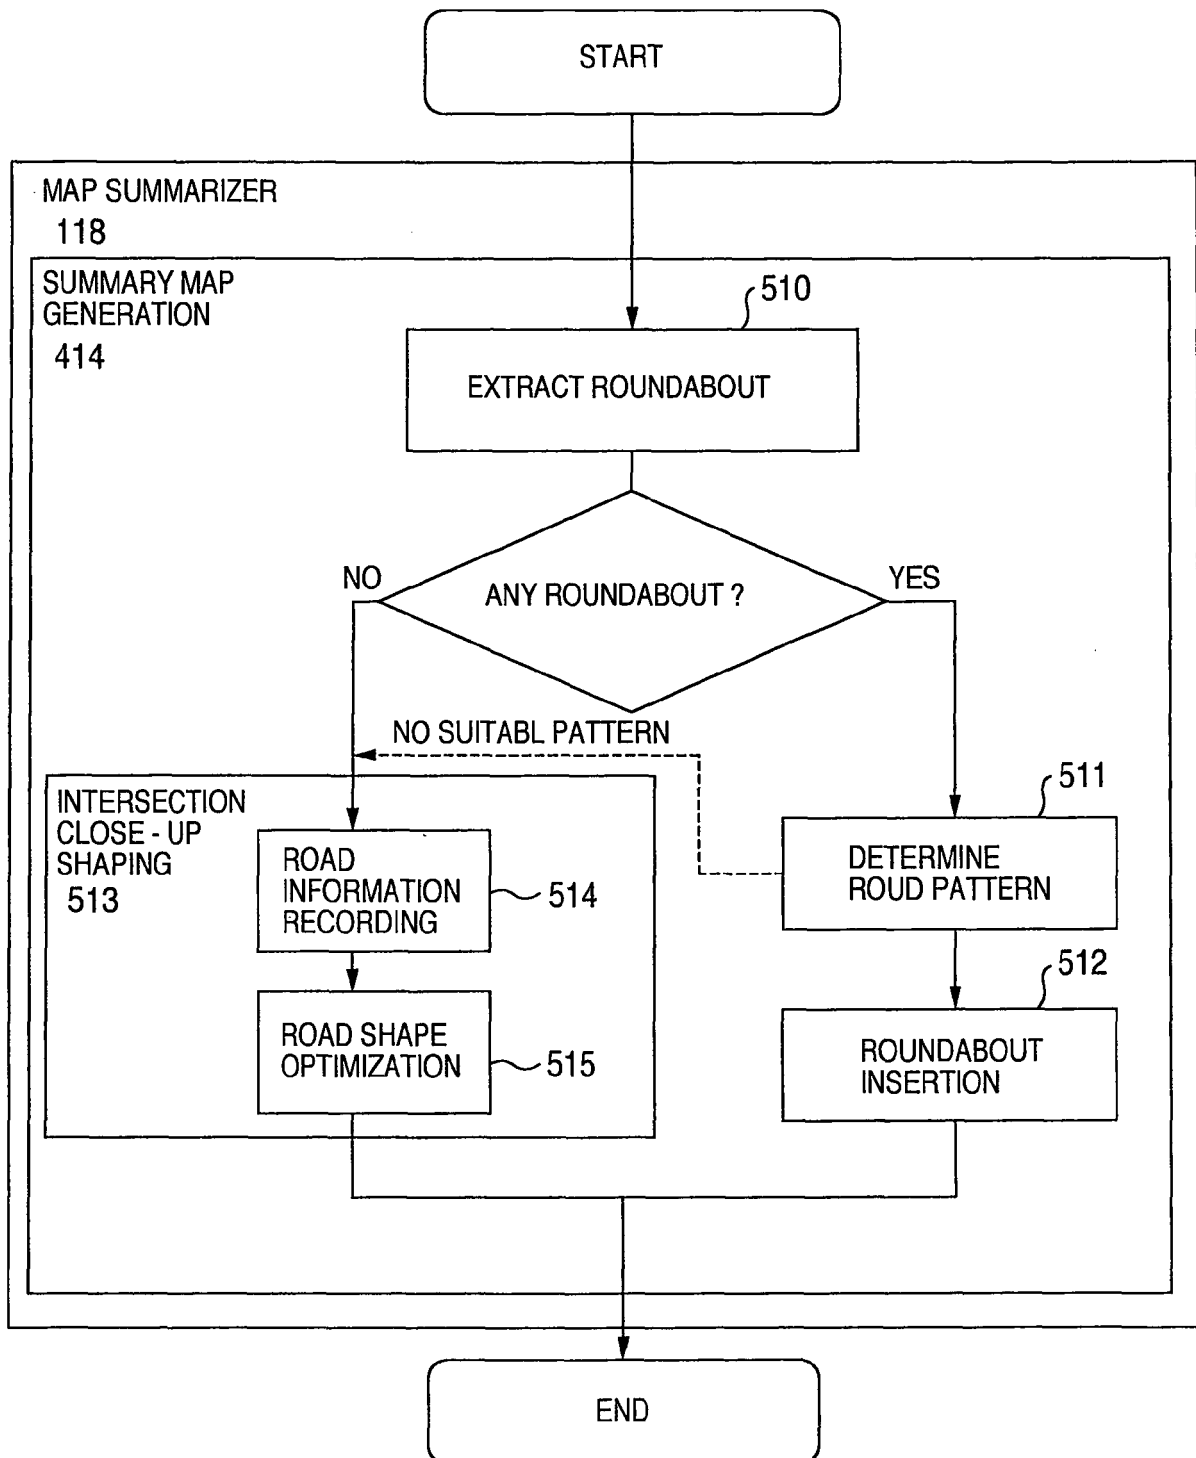 START
MAP SUMMARIZER
118
SUMMARY MAP
GENERATION
414
510
EXTRACT ROUNDABOUT
NO
ANY ROUNDABOUT ?
YES
NO SUITABL PATTERN
INTERSECTION
CLOSE - UP
SHAPING
513
ROAD
INFORMATION
RECORDING
514
511
DETERMINE
ROUD PATTERN
ROAD SHAPE
OPTIMIZATION
515
512
ROUNDABOUT
INSERTION
END